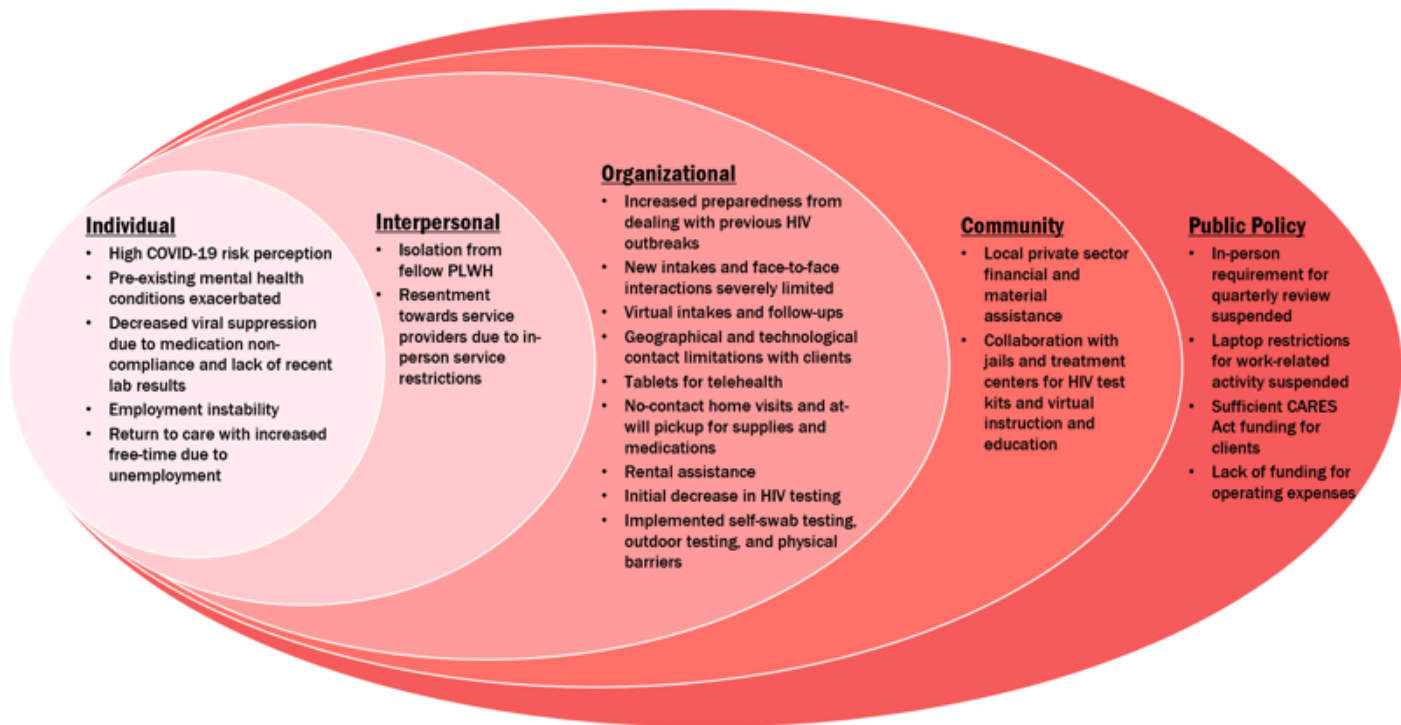 Individual
• High COVID-19 risk perception
• Pre-existing mental health
conditions exacerbated
• Decreased viral suppression
due to medication non-
compliance and lack of recent
lab results
• Employment instability
• Return to care with increased
free-time due to
unemployment
Interpersonal
• Isolation from
fellow PLWH
• Resentment
towards service
providers due to in-
person service
restrictions
Organizational
• Increased preparedness from
dealing with previous HIV
outbreaks
• New intakes and face-to-face
interactions severely limited
• Virtual intakes and follow-ups
• Geographical and technological
contact limitations with clients
• Tablets for telehealth
• No-contact home visits and at-
will pickup for supplies and
medications
• Rental assistance
• Initial decrease in HIV testing
• Implemented self-swab testing,
outdoor testing, and physical
barriers
Community
• Local private sector
financial and
material
assistance
• Collaboration with
jails and treatment
centers for HIV test
kits and virtual
instruction and
education
Public Policy
• In-person
requirement for
quarterly review
suspended
• Laptop restrictions
for work-related
activity suspended
• Sufficient CARES
Act funding for
clients
• Lack of funding for
operating expenses